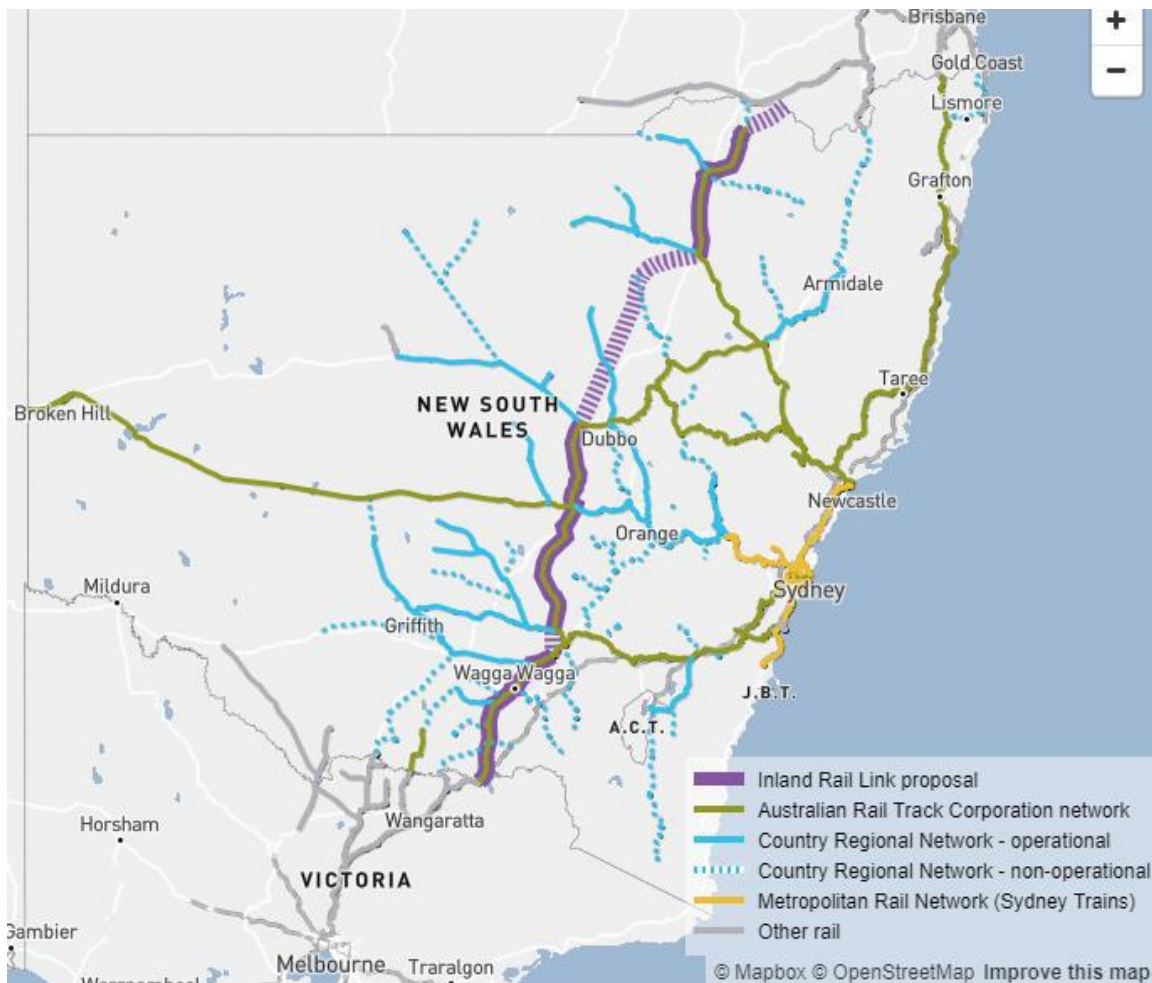 Brisbane
+
Gold Coast
−
Lismore
Grafton
Armidale
Taree
Broken Hill
NEW SOUTH
WALES
Dubbo
Newcastle
Orange
Sydney
Mildura
Griffith
Wagga Wagga
J.B.T.
A.C.T.
Inland Rail Link proposal
Australian Rail Track Corporation network
Wangaratta
Horsham
Country Regional Network - operational
Country Regional Network - non-operational
VICTORIA
Metropolitan Rail Network (Sydney Trains)
Other rail
Gambier
Melbourne
Traralgon
© Mapbox © OpenStreetMap Improve this map